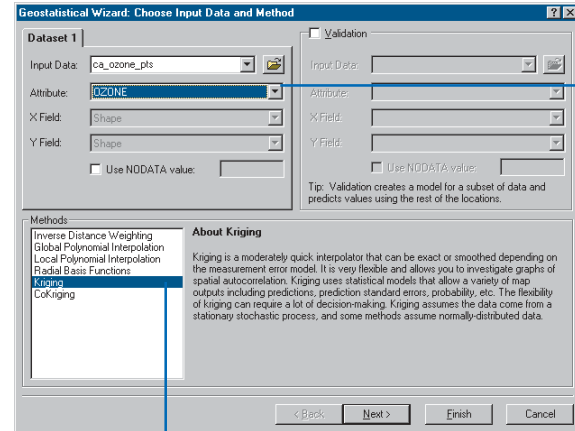 Geostatistical Wizard: Choose Input Data and Method
Dataset 1
Input Data: ca_ozone_pts
Attribute: OZONE
X Field: Shape
Y Field: Shape
Use NODATA value:
Validation
Input Data:
Attribute:
X Field:
Y Field:
Use NODATA value:
Tip: Validation creates a model for a subset of data and
predicts values using the rest of the locations.
Methods
Inverse Distance Weighting
Global Polynomial Interpolation
Local Polynomial Interpolation
Radial Basis Functions
Kriging
CoKriging
About Kriging
Kriging is a moderately quick interpolator that can be exact or smoothed depending on
the measurement error model. It is very flexible and allows you to investigate graphs of
spatial autocorrelation. Kriging uses statistical models that allow a variety of map
outputs including predictions, prediction standard errors, probability, etc. The flexibility
of kriging can require a lot of decision-making. Kriging assumes the data come from a
stationary stochastic process, and some methods assume normally-distributed data.
< Back Next > Finish Cancel